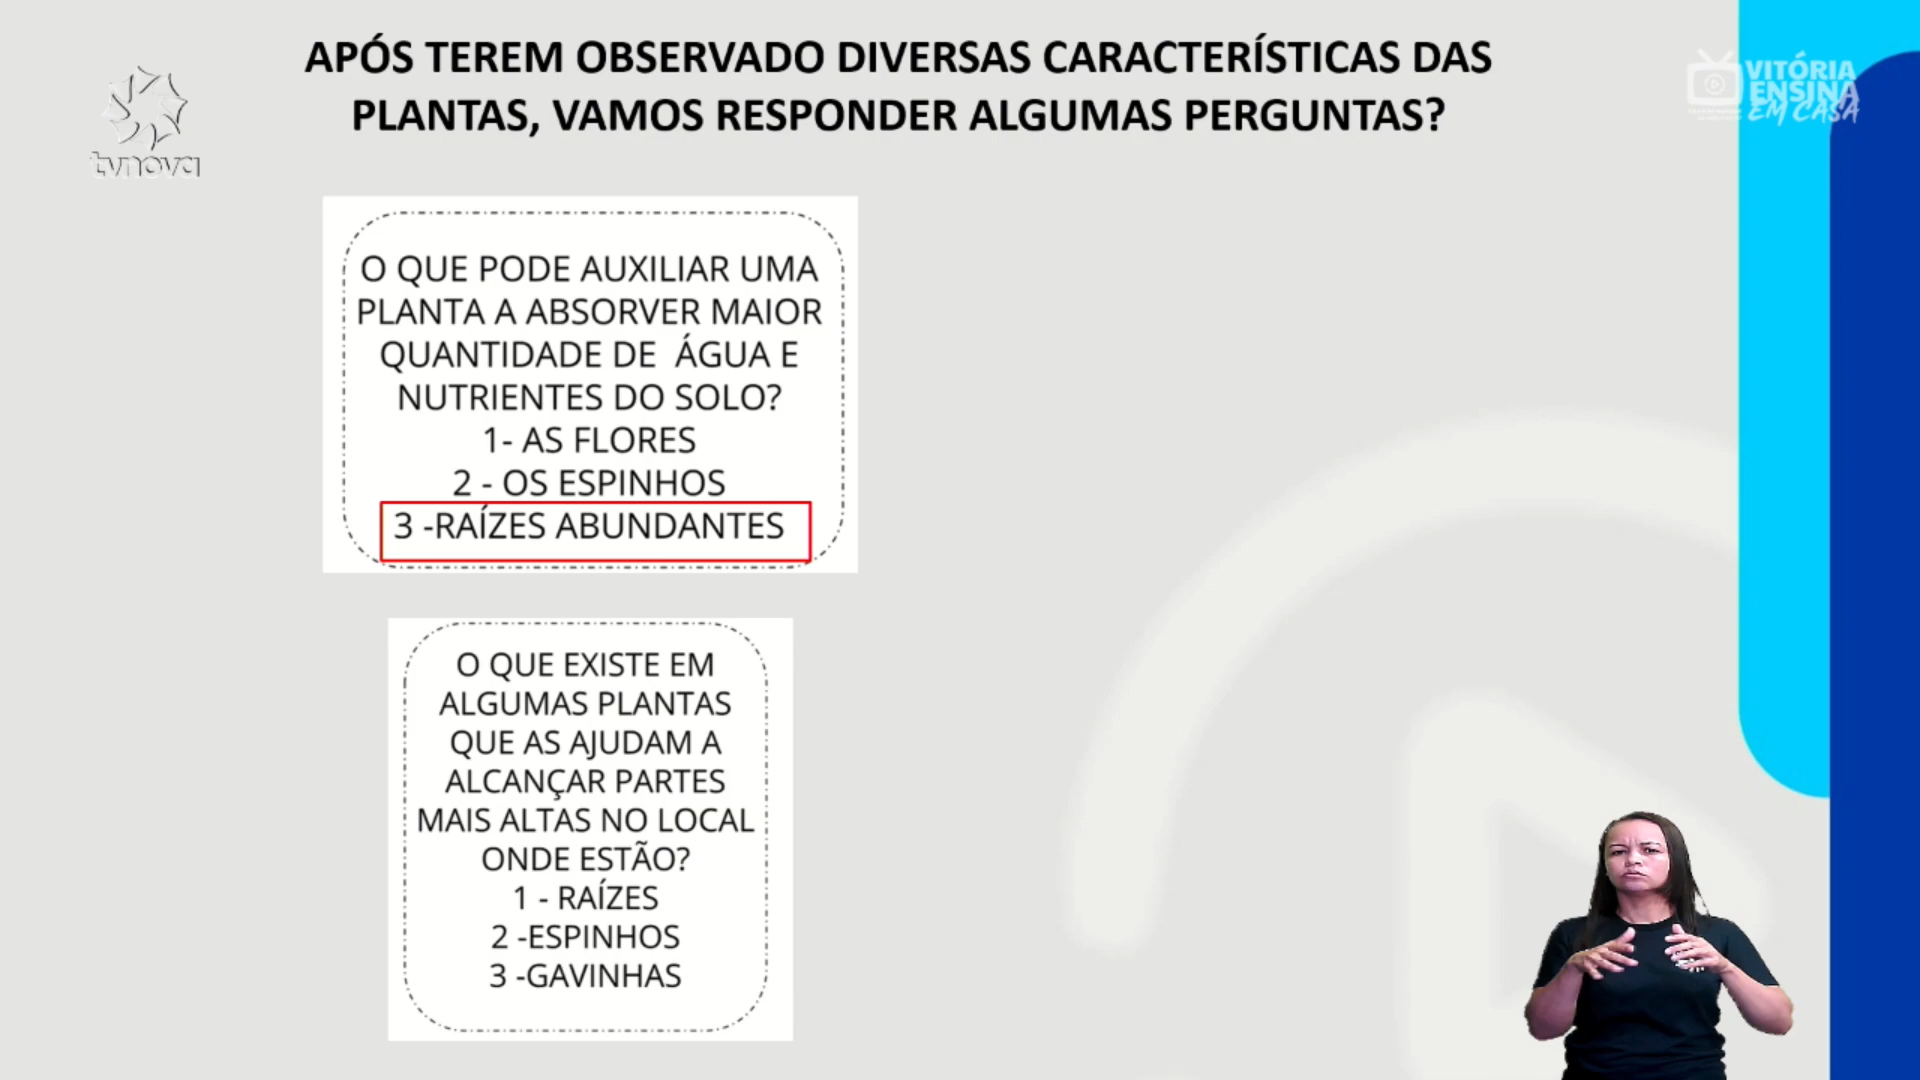 APÓS TEREM OBSERVADO DIVERSAS CARACTERÍSTICAS DAS
PLANTAS, VAMOS RESPONDER ALGUMAS PERGUNTAS?
tvnova
VITÓRIA
ENSINA
EM CASA
O QUE PODE AUXILIAR UMA
PLANTA A ABSORVER MAIOR
QUANTIDADE DE ÁGUA E
NUTRIENTES DO SOLO?
1- AS FLORES
2 - OS ESPINHOS
3 -RAÍZES ABUNDANTES
O QUE EXISTE EM
ALGUMAS PLANTAS
QUE AS AJUDAM A
ALCANÇAR PARTES
MAIS ALTAS NO LOCAL
ONDE ESTÃO?
1 - RAÍZES
2 -ESPINHOS
3 -GAVINHAS